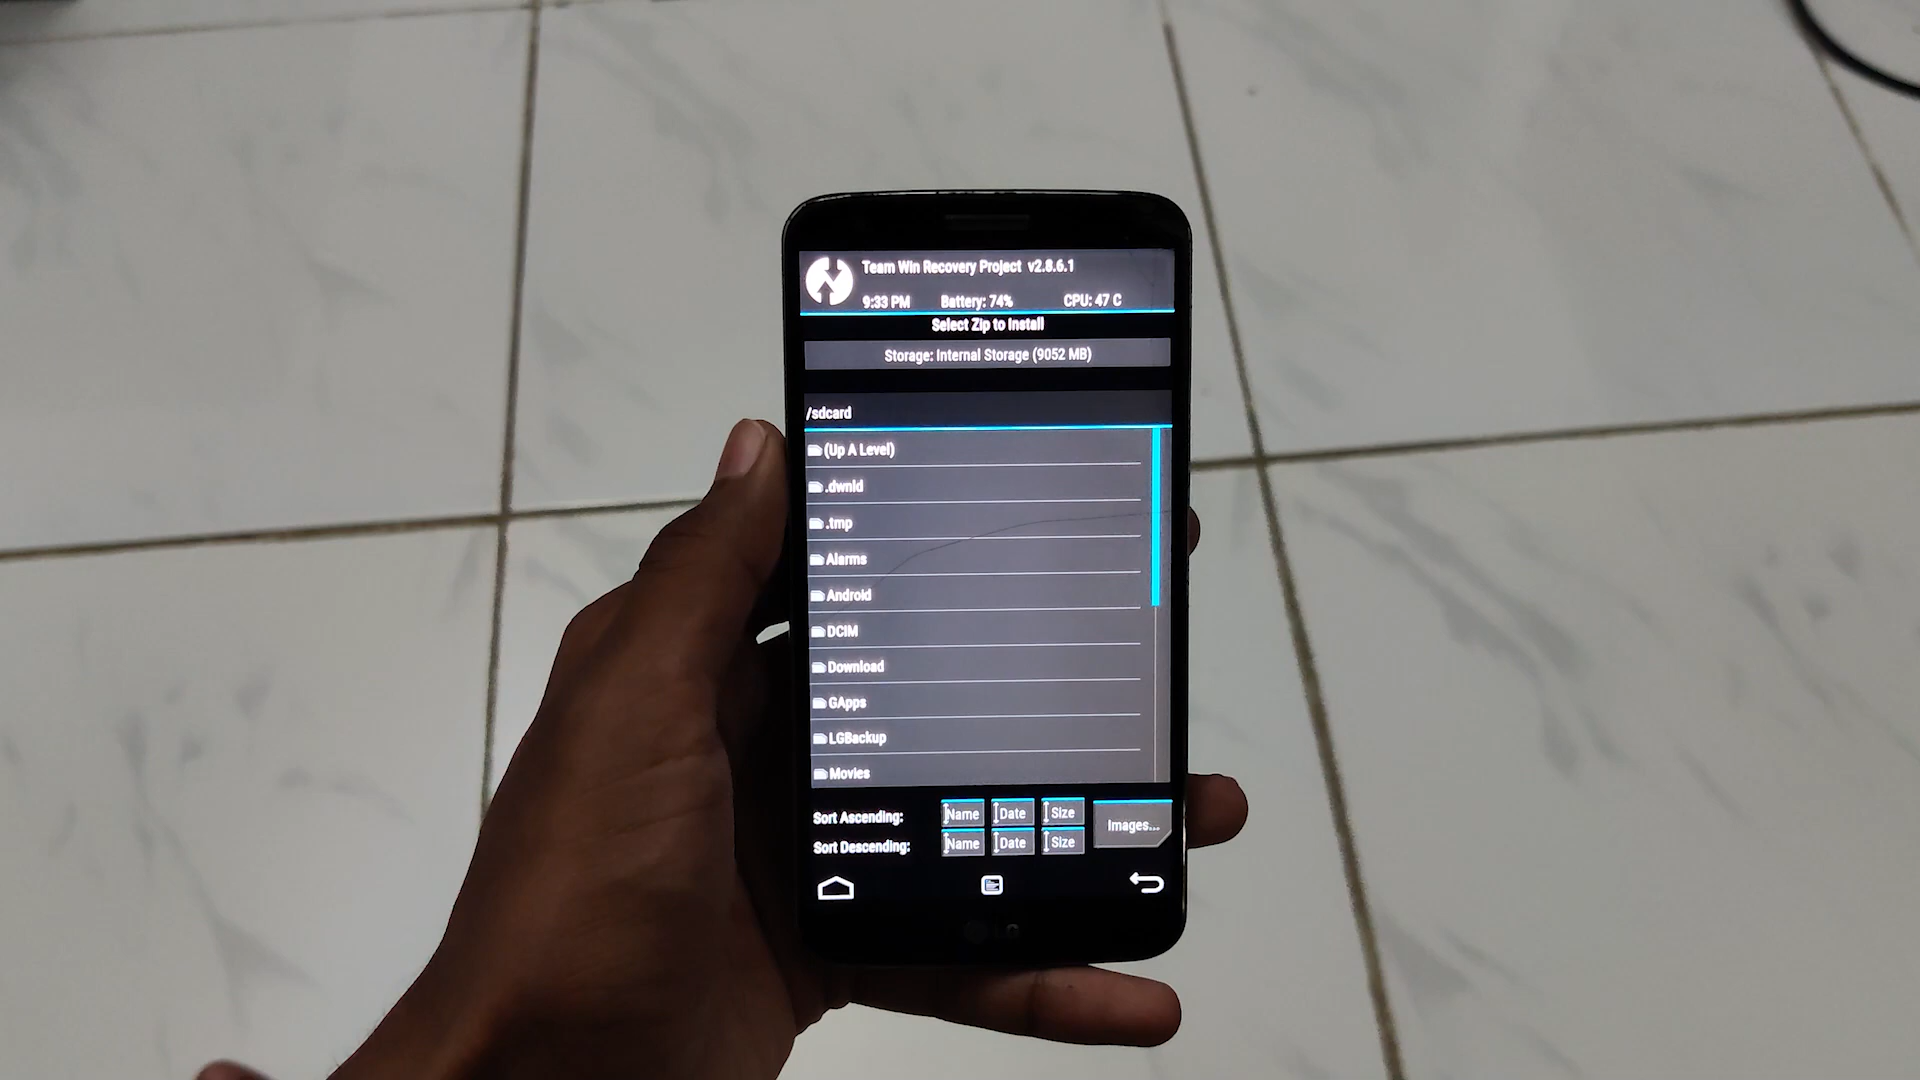 Team Win Recovery Project v2.8.6.1
9:33 PM Battery: 74% CPU: 47 C
Select Zip to Install
Storage: Internal Storage (9052 MB)
/sdcard
(Up A Level)
.dwnld
.tmp
Alarms
Android
DCIM
Download
GApps
LGBackup
Movies
Sort Ascending: Name Date Size
Images...
Sort Descending: Name Date Size
LG